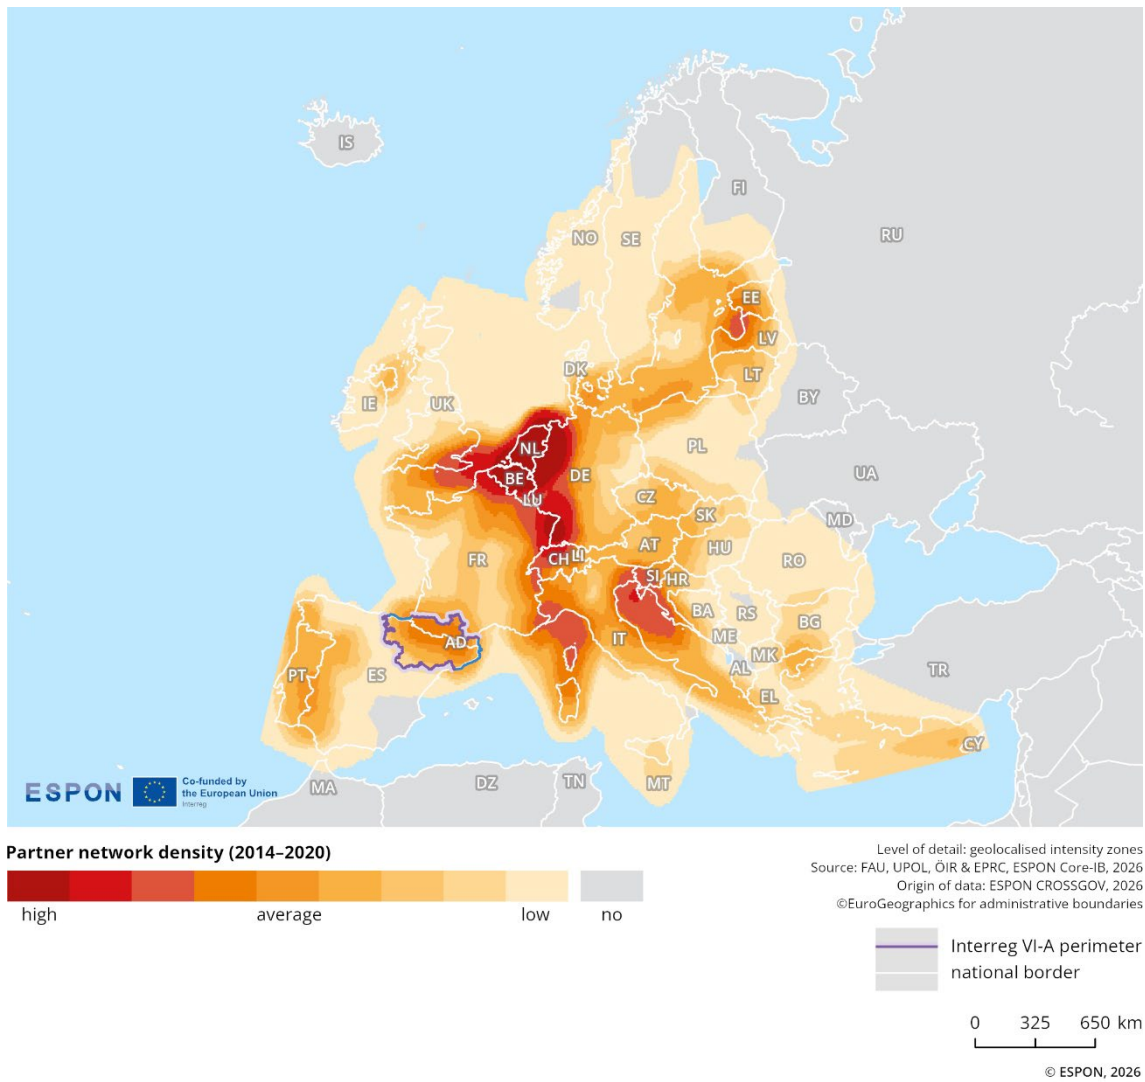 IS
FI
NO
SE
RU
EE
LV
DK
LT
IE
UK
BY
NL
PL
BE
DE
UA
LU
CZ
SK
MD
AT
HU
FR
CH
LI
RO
SI
HR
BA
RS
BG
IT
ME
AD
MK
AL
TR
PT
ES
EL
CY
MA
DZ
TN
MT
ESPON
Co-funded by
the European Union
Interreg
Partner network density (2014–2020)
high
average
low
no
Level of detail: geolocalised intensity zones
Source: FAU, UPOL, ÖIR & EPRC, ESPON Core-IB, 2026
Origin of data: ESPON CROSSGOV, 2026
©EuroGeographics for administrative boundaries
Interreg VI-A perimeter
national border
0 325 650 km
© ESPON, 2026